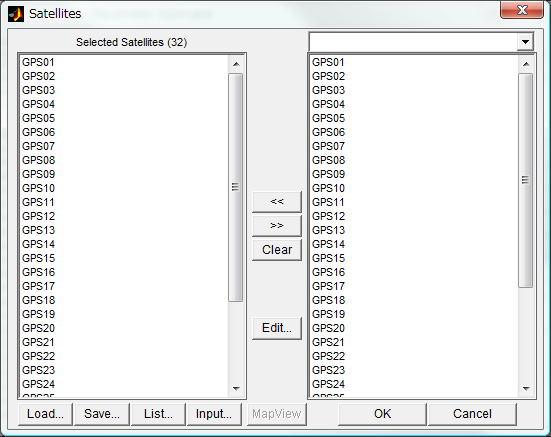 Satellites
Selected Satellites (32)
GPS01
GPS02
GPS03
GPS04
GPS05
GPS06
GPS07
GPS08
GPS09
GPS10
GPS11
GPS12
GPS13
GPS14
GPS15
GPS16
GPS17
GPS18
GPS19
GPS20
GPS21
GPS22
GPS23
GPS24
GPS25
<<
>>
Clear
Edit...
GPS01
GPS02
GPS03
GPS04
GPS05
GPS06
GPS07
GPS08
GPS09
GPS10
GPS11
GPS12
GPS13
GPS14
GPS15
GPS16
GPS17
GPS18
GPS19
GPS20
GPS21
GPS22
GPS23
GPS24
GPS25
Load... Save... List... Input... MapView OK Cancel